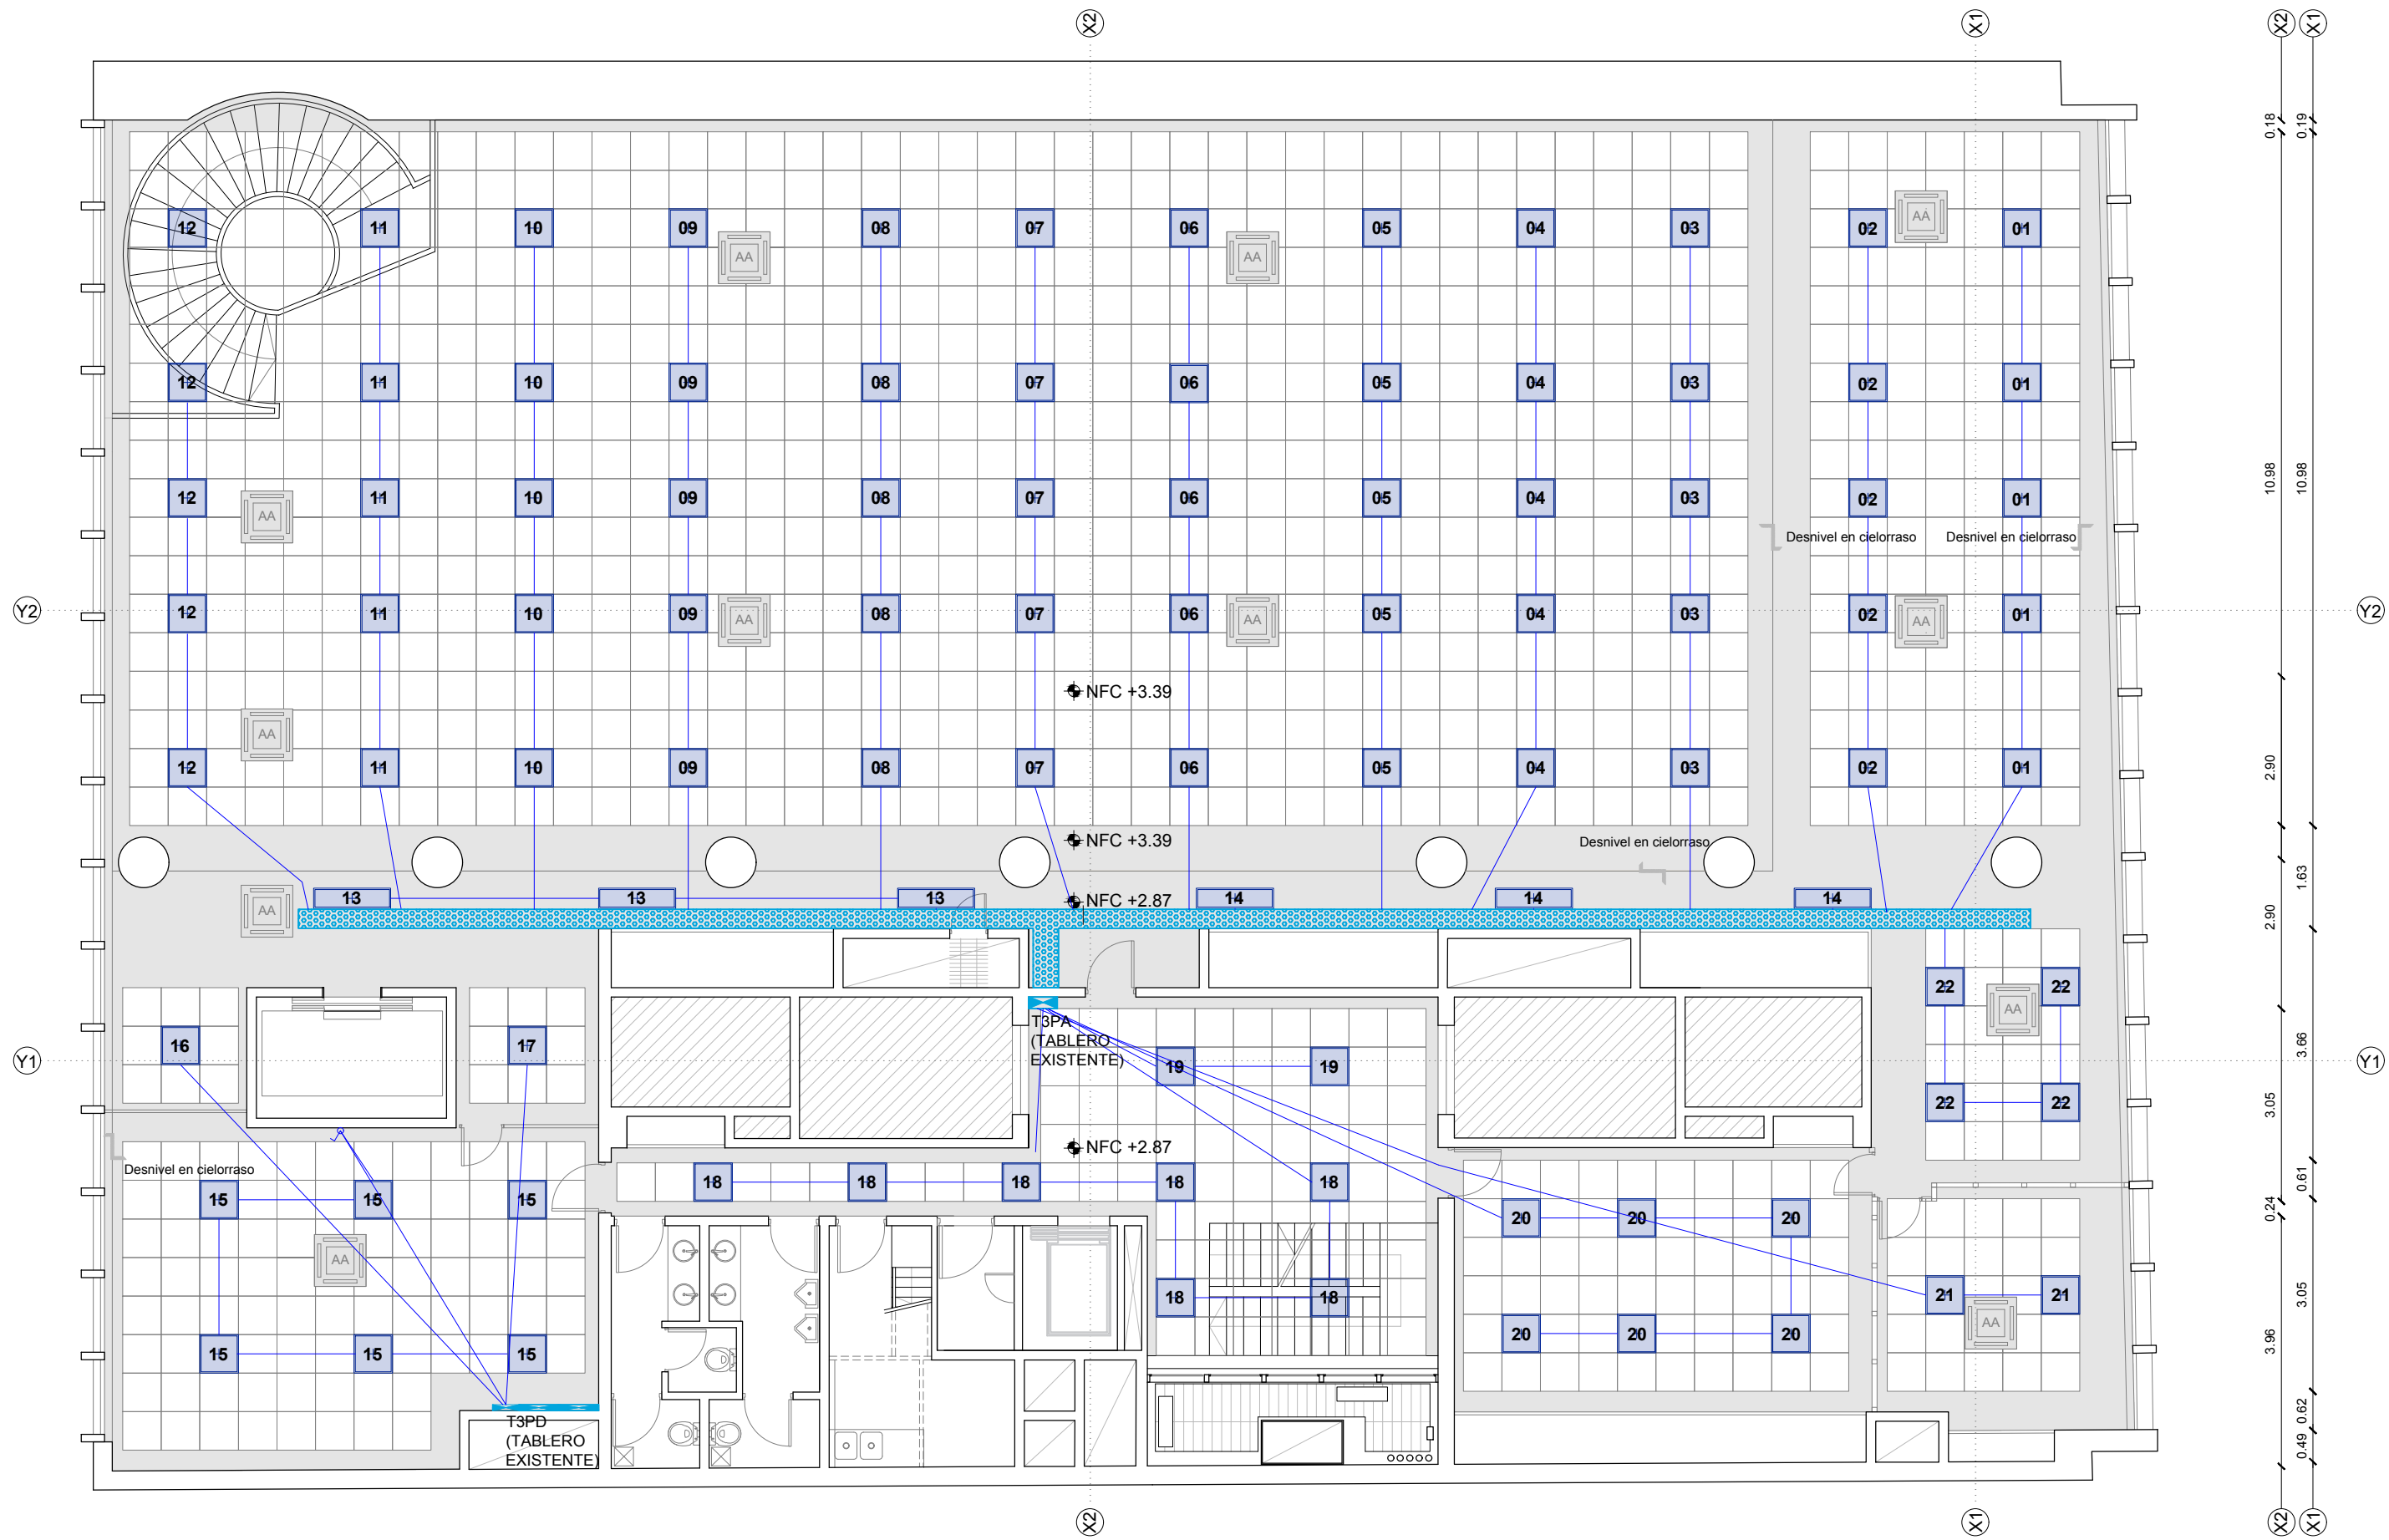 X2 X1 X2 X1
0.18 0.19
12 11 10 09 08 07 06 05 04 03 02 01
AA
AA AA
12 11 10 09 08 07 06 05 04 03 02 01
10.98 10.98
12 11 10 09 08 07 06 05 04 03 02 01
AA
Desnivel en cielorraso Desnivel en cielorraso
Y2 Y2
12 11 10 09 08 07 06 05 04 03 02 01
AA AA AA
NFC +3.39
AA
12 11 10 09 08 07 06 05 04 03 02 01
2.90
NFC +3.39
Desnivel en cielorraso
1.63
13 13 13 14 14 14
NFC +2.87
AA
2.90
22 22
AA
T3PA
(TABLERO
EXISTENTE)
16 17
3.66
Y1 Y1
19 19
22 22
3.05
NFC +2.87
Desnivel en cielorraso
0.61
18 18 18 18 18
15 15 15
0.24
20 20 20
AA
18 18
21 21
3.05
AA
20 20 20
3.96
15 15 15
T3PD
(TABLERO
EXISTENTE)
0.62
0.49
X2 X1 X2 X1